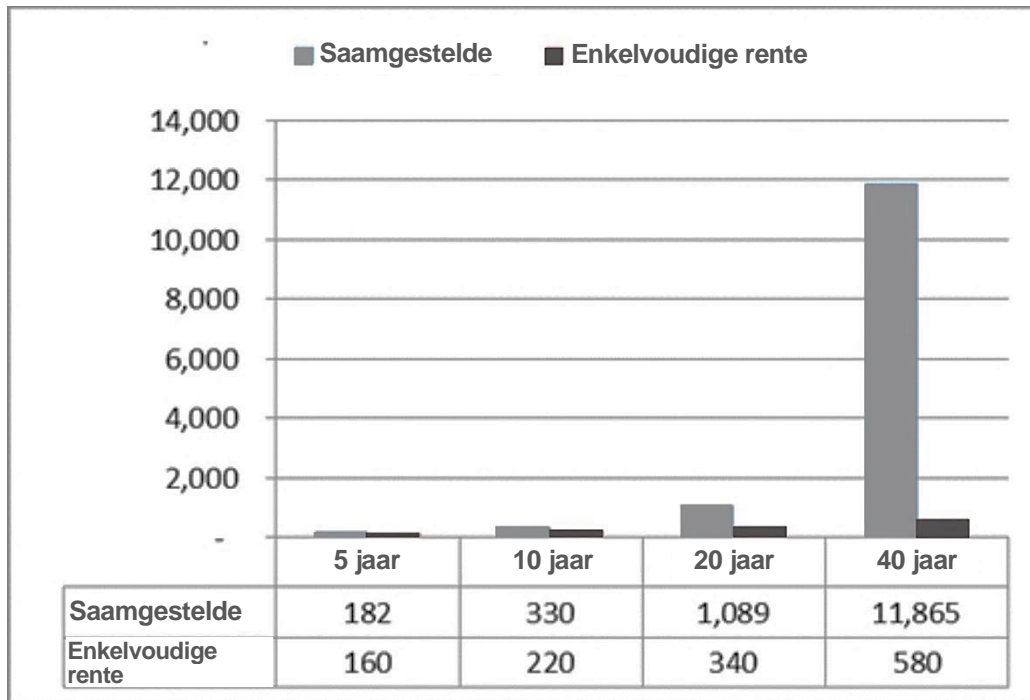 Saamgestelde Enkelvoudige rente
14,000
12,000
10,000
8,000
6,000
4,000
2,000
-
5 jaar 10 jaar 20 jaar 40 jaar
Saamgestelde 182 330 1,089 11,865
Enkelvoudige
rente 160 220 340 580